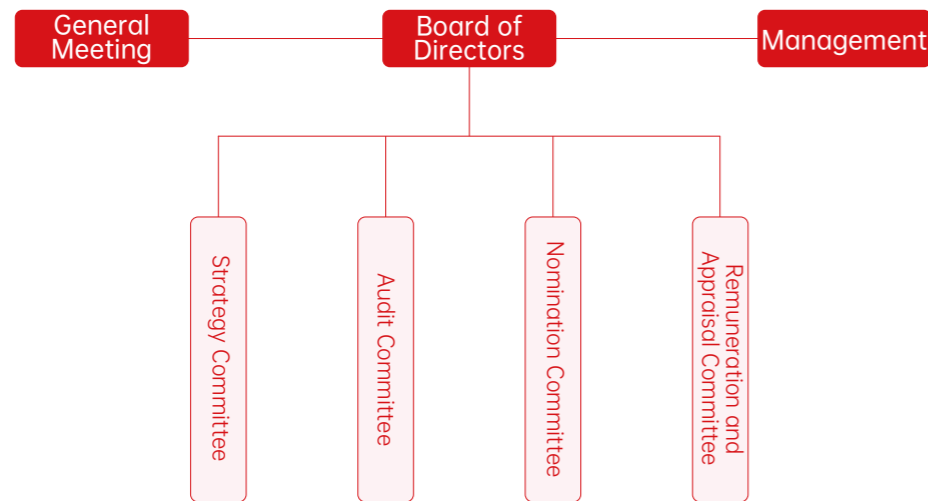 General
Meeting
Board of
Directors
Management
Strategy Committee
Audit Committee
Nomination Committee
Remuneration and
Appraisal Committee